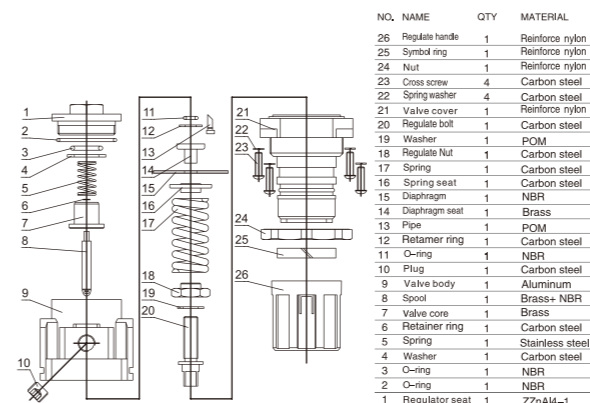 NO. NAME QTY MATERIAL
26 Regulate handle 1 Reinforce nylon
25 Symbol ring 1 Reinforce nylon
24 Nut 1 Reinforce nylon
23 Cross screw 4 Carbon steel
22 Spring washer 4 Carbon steel
21 Valve cover 1 Reinforce nylon
20 Regulate bolt 1 Carbon steel
19 Washer 1 POM
18 Regulate Nut 1 Carbon steel
17 Spring 1 Carbon steel
16 Spring seat 1 Carbon steel
15 Diaphragm 1 NBR
14 Diaphragm seat 1 Brass
13 Pipe 1 POM
12 Retamer ring 1 Carbon steel
11 O-ring 1 NBR
10 Plug 1 Carbon steel
9 Valve body 1 Aluminum
8 Spool 1 Brass+ NBR
7 Valve core 1 Brass
6 Retainer ring 1 Carbon steel
5 Spring 1 Stainless steel
4 Washer 1 Carbon steel
3 O-ring 1 NBR
2 O-ring 1 NBR
1 Regulator seat 1 ZZnAl4-1
1
2
3
4
5
6
7
8
9
10
11
12
13
14
15
16
17
18
19
20
21
22
23
24
25
26